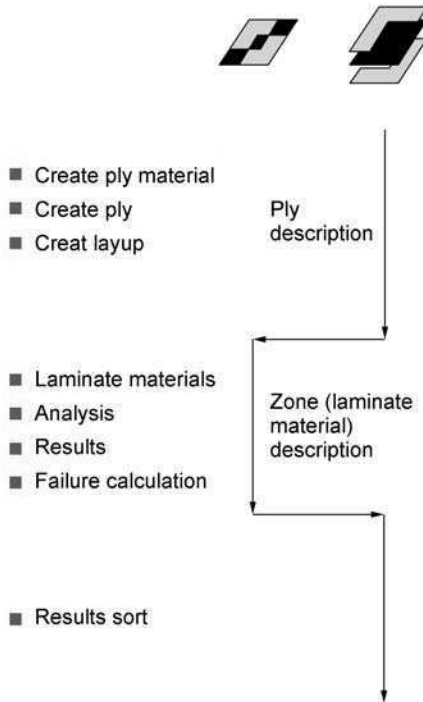 Create ply material
Create ply
Creat layup
Ply
description
Laminate materials
Analysis
Results
Failure calculation
Zone (laminate
material)
description
Results sort